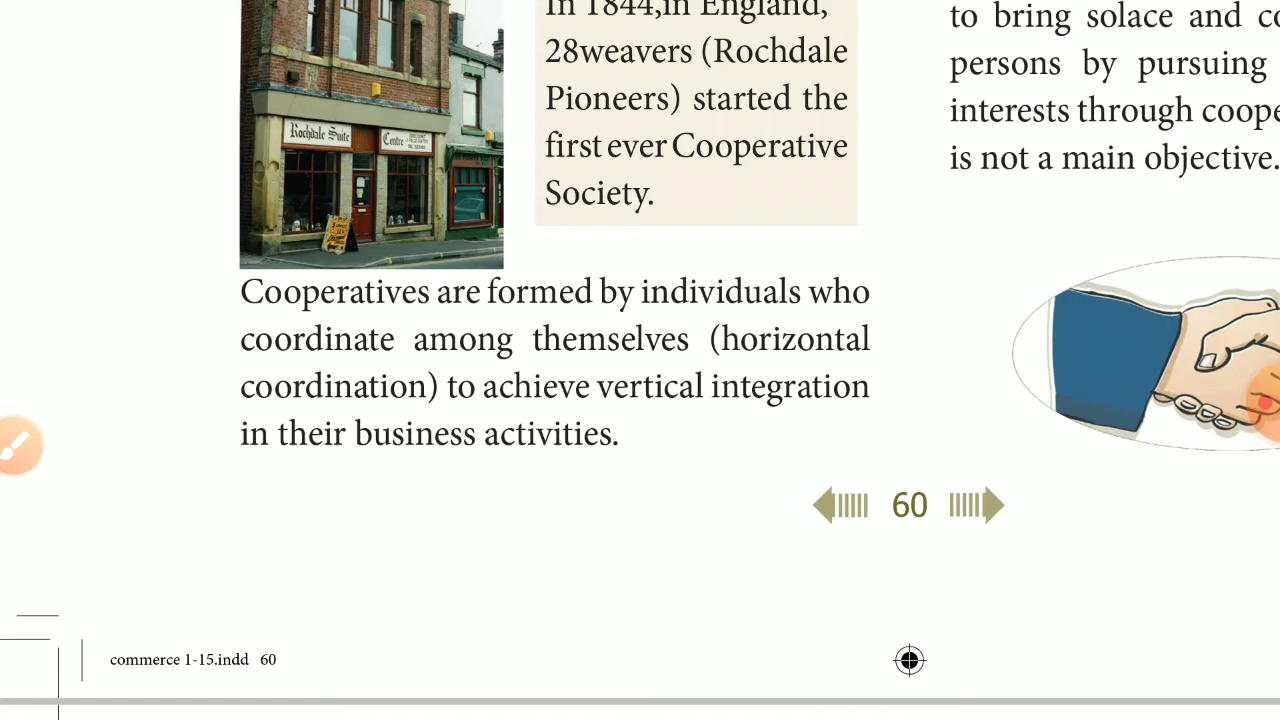 Rochdale Suite
Centre
In 1844,in England,
28weavers (Rochdale
Pioneers) started the
first ever Cooperative
Society.
Cooperatives are formed by individuals who
coordinate among themselves (horizontal
coordination) to achieve vertical integration
in their business activities.
to bring solace and
persons by pursuing
interests through
is not a main objective.
60
commerce 1-15.indd 60